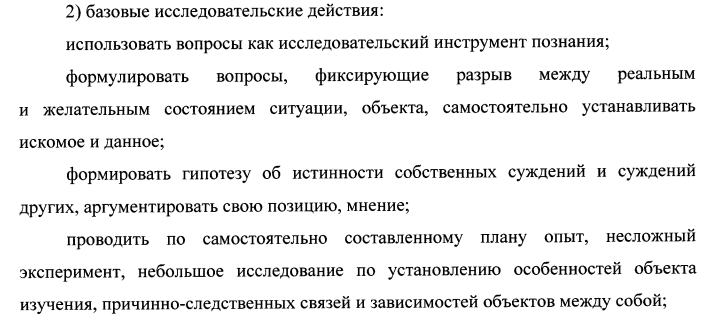 2) базовые исследовательские действия:
использовать вопросы как исследовательский инструмент познания;
формулировать вопросы, фиксирующие разрыв между реальным
и желательным состоянием ситуации, объекта, самостоятельно устанавливать
искомое и данное;
формировать гипотезу об истинности собственных суждений и суждений
других, аргументировать свою позицию, мнение;
проводить по самостоятельно составленному плану опыт, несложный
эксперимент, небольшое исследование по установлению особенностей объекта
изучения, причинно-следственных связей и зависимостей объектов между собой;